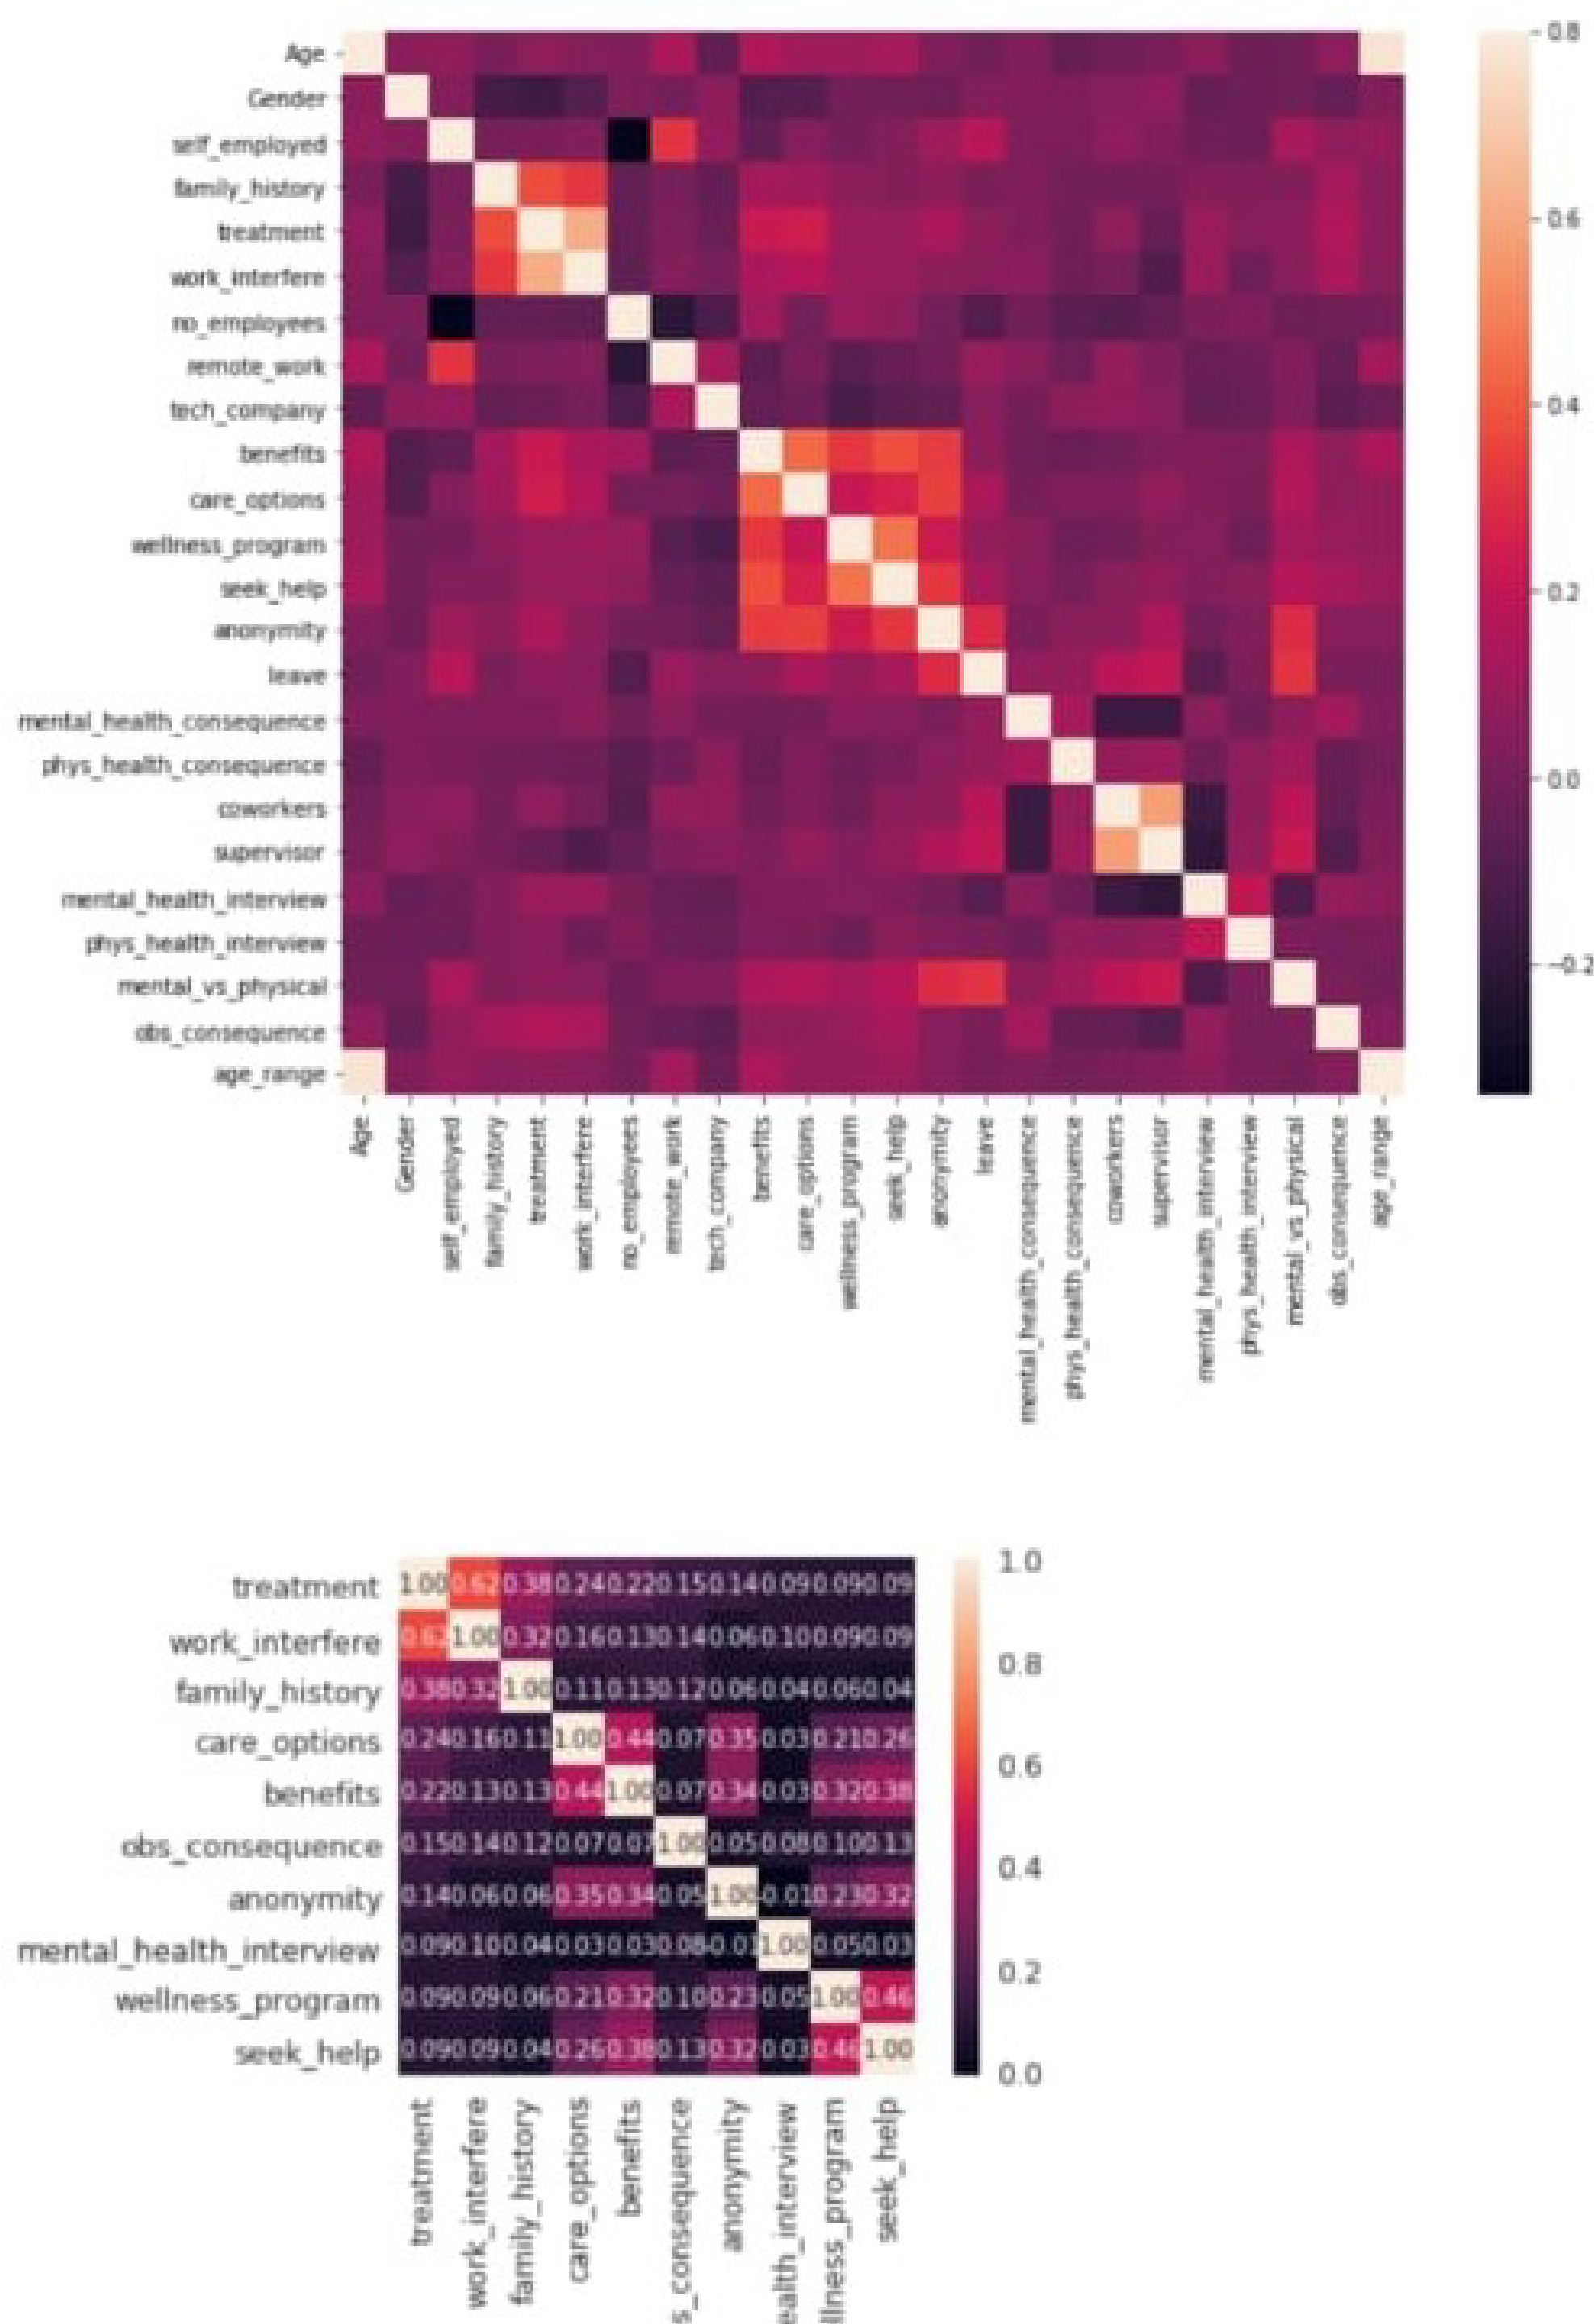 Age
Gender
self_employed
family_history
treatment
work_interfere
no_employees
remote_work
tech_company
benefits
care_options
wellness_program
seek_help
anonymity
leave
mental_health_consequence
phys_health_consequence
coworkers
supervisor
mental_health_interview
phys_health_interview
mental_vs_physical
obs_consequence
age_range
0.8
0.6
0.4
0.2
0.0
−0.2
Age
Gender
self_employed
family_history
treatment
work_interfere
no_employees
remote_work
tech_company
benefits
care_options
wellness_program
seek_help
anonymity
leave
mental_health_consequence
phys_health_consequence
coworkers
supervisor
mental_health_interview
phys_health_interview
mental_vs_physical
obs_consequence
age_range
treatment 1.00 0.62 0.38 0.24 0.22 0.15 0.14 0.09 0.09 0.09
work_interfere 0.62 1.00 0.32 0.16 0.13 0.14 0.06 0.10 0.09 0.09
family_history 0.38 0.32 1.00 0.11 0.13 0.12 0.06 0.04 0.06 0.04
care_options 0.24 0.16 0.11 1.00 0.44 0.07 0.35 0.03 0.21 0.26
benefits 0.22 0.13 0.13 0.44 1.00 0.07 0.34 0.03 0.32 0.38
obs_consequence 0.15 0.14 0.12 0.07 0.07 1.00 0.05 0.08 0.10 0.13
anonymity 0.14 0.06 0.06 0.35 0.34 0.05 1.00 -0.01 0.23 0.32
mental_health_interview 0.09 0.10 0.04 0.03 0.03 0.08 -0.01 1.00 0.05 0.03
wellness_program 0.09 0.09 0.06 0.21 0.32 0.10 0.23 0.05 1.00 0.46
seek_help 0.09 0.09 0.04 0.26 0.38 0.13 0.32 0.03 0.46 1.00
1.0
0.8
0.6
0.4
0.2
0.0
treatment
work_interfere
family_history
care_options
benefits
s_consequence
anonymity
ealth_interview
llness_program
seek_help